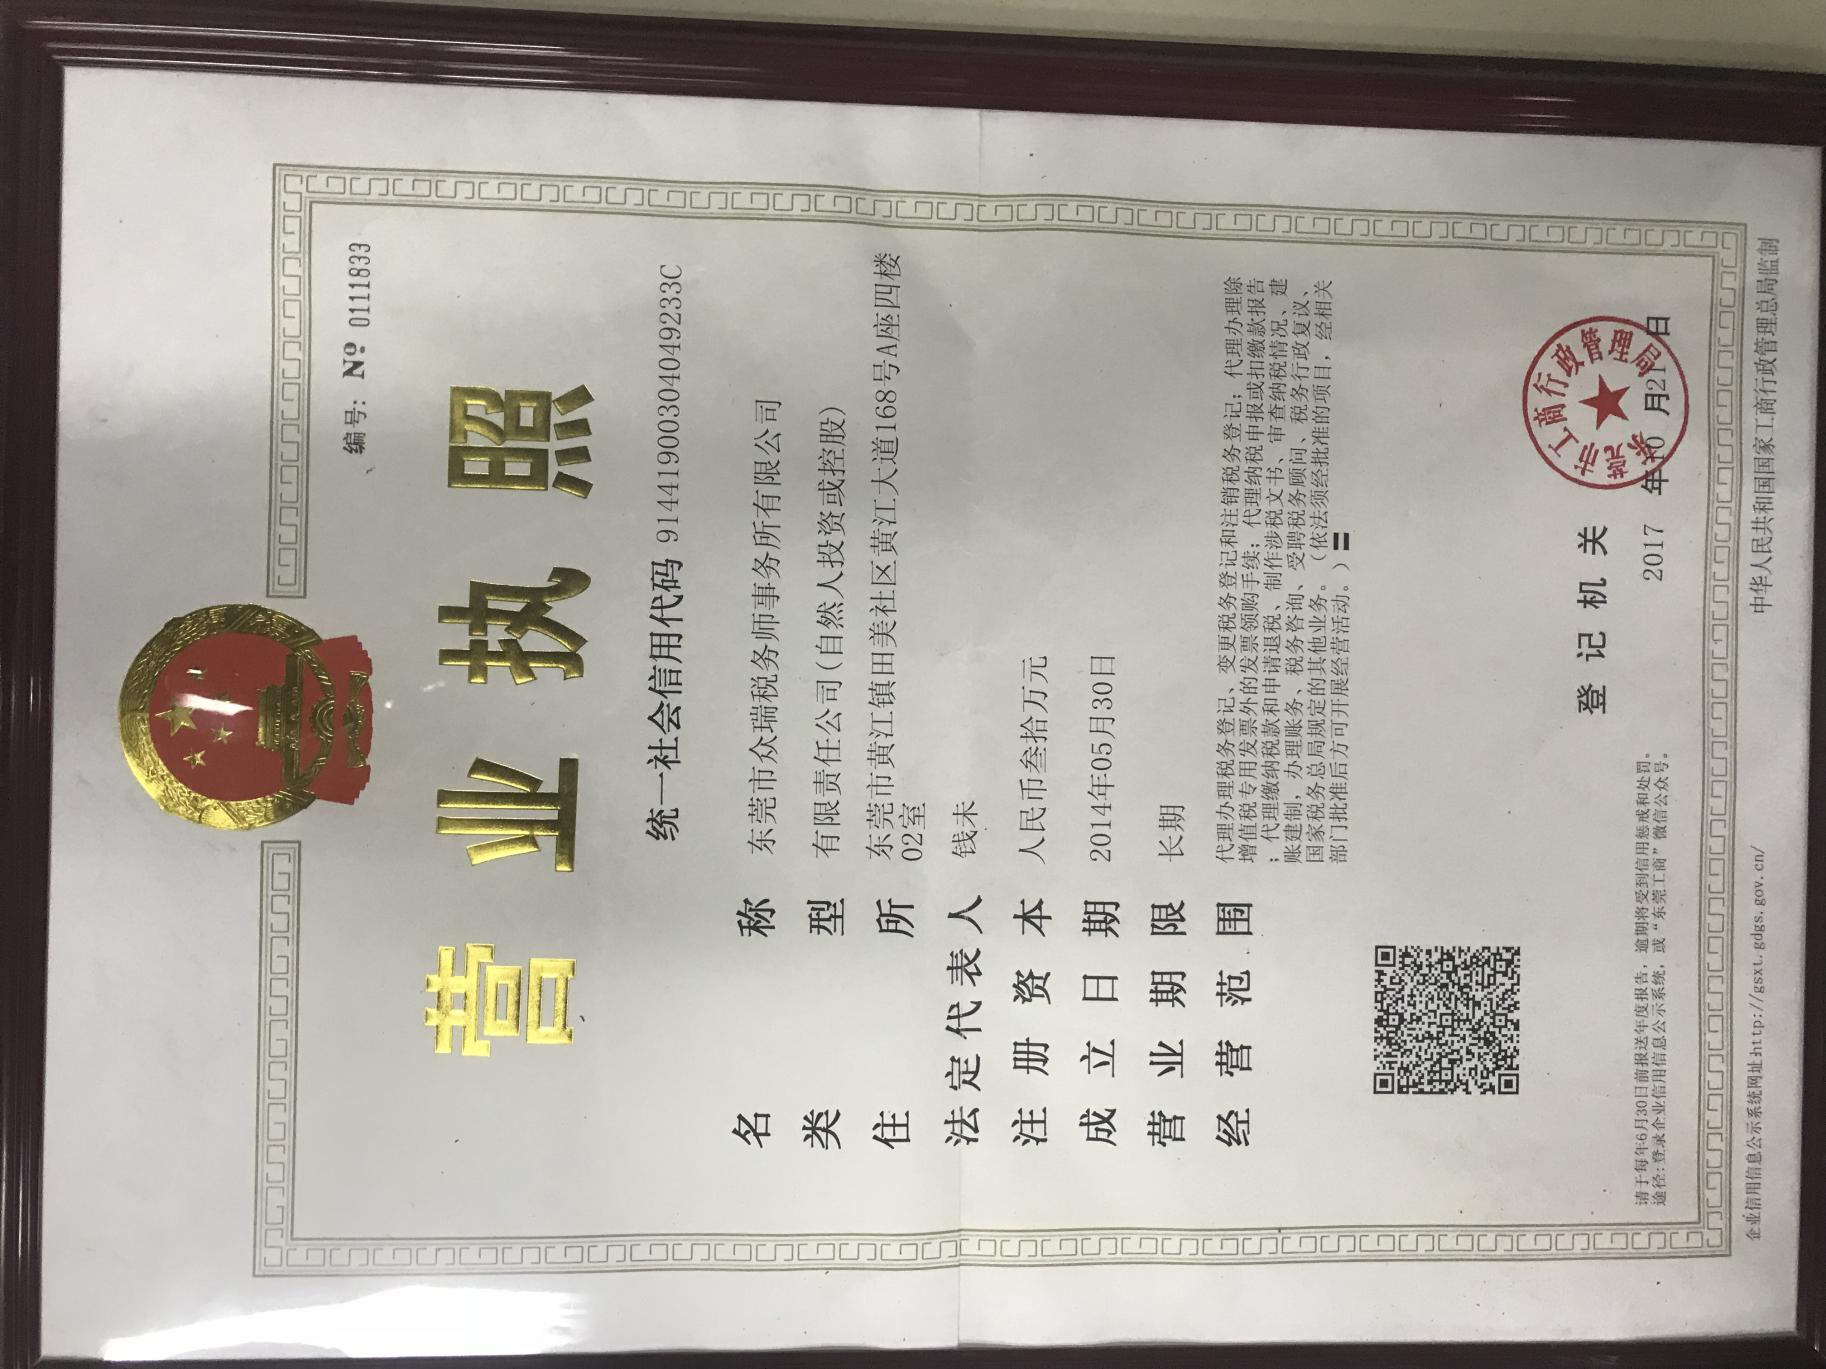 编号: № 0111833
营业执照
统一社会信用代码 91441900304049233C
名称 东莞市众瑞税务师事务所有限公司
类型 有限责任公司(自然人投资或控股)
住所 东莞市黄江镇田美社区黄江大道168号A座四楼
02室
法定代表人 钱未
注册资本 人民币叁拾万元
成立日期 2014年05月30日
营业期限 长期
经营范围 代理办理税务登记、变更税务登记和注销税务登记; 代理办理除
增值税专用发票外的发票领购手续; 代理纳税申报或扣缴税款报告
; 代理缴纳税款和申请退税、制作涉税文书、审查纳税情况、建
账建制, 办理账务、税务咨询、受聘税务顾问、税务行政复议、
国家税务总局规定的其他业务。(依法须经批准的项目, 经相关
部门批准后方可开展经营活动。)
登记机关
东莞市工商行政管理局
2017 年10 月21日
请于每年6月30日前报送年度报告, 逾期将受到信用惩戒和处罚。
途径:登录企业信用信息公示系统, 或“东莞工商”微信公众号。
企业信用信息公示系统网址http://gsxt.gdgs.gov.cn/
中华人民共和国国家工商行政管理总局监制